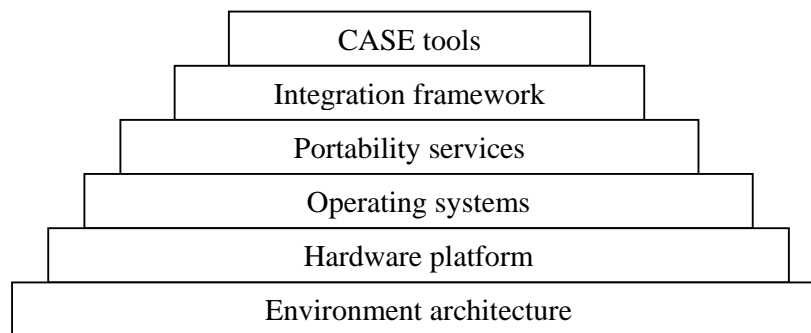 CASE tools
Integration framework
Portability services
Operating systems
Hardware platform
Environment architecture